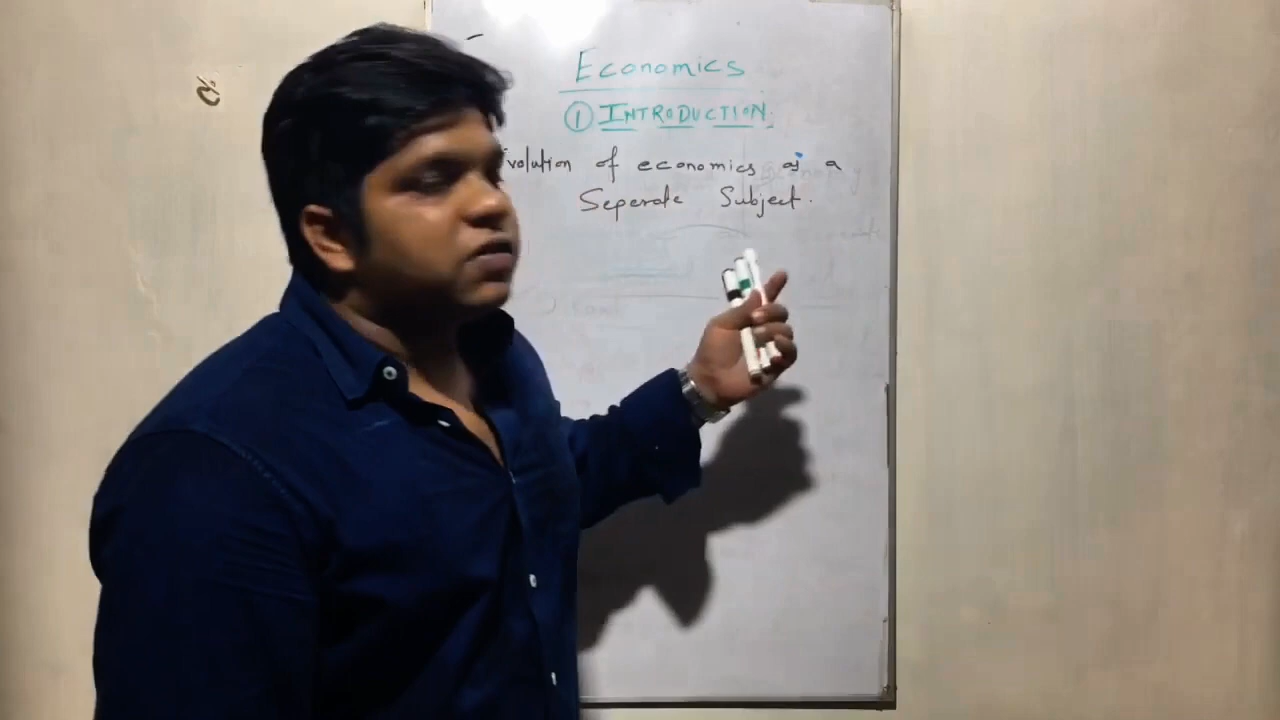 Economics
① INTRODUCTION
volution of economics as a
Seperate Subject.